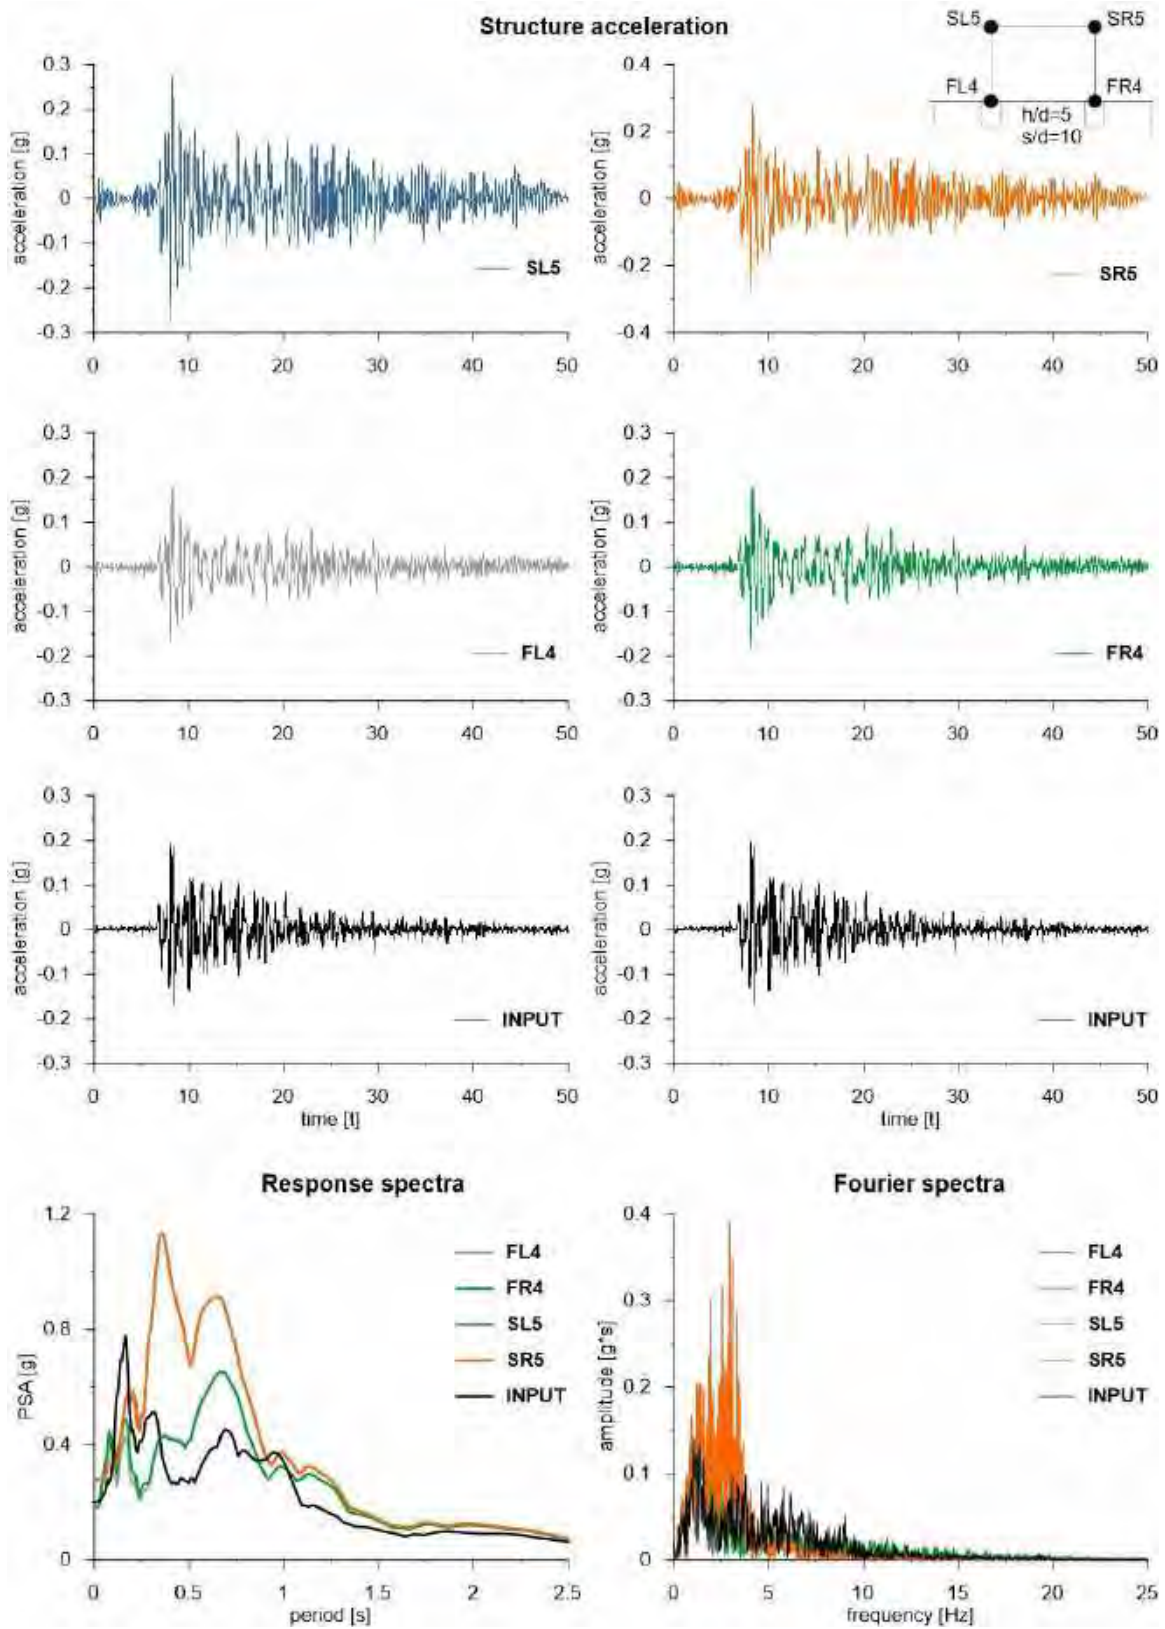 Structure acceleration
SL5 SR5
FL4 FR4
h/d=5
s/d=10
0.3
0.2
0.1
0
-0.1
-0.2
-0.3
acceleration [g]
SL5
0 10 20 30 40 50
0.4
0.2
0
-0.2
-0.4
acceleration [g]
SR5
0 10 20 30 40 50
0.3
0.2
0.1
0
-0.1
-0.2
-0.3
acceleration [g]
FL4
0 10 20 30 40 50
0.3
0.2
0.1
0
-0.1
-0.2
-0.3
acceleration [g]
FR4
0 10 20 30 40 50
0.3
0.2
0.1
0
-0.1
-0.2
-0.3
acceleration [g]
INPUT
0 10 20 30 40 50
time [t]
0.3
0.2
0.1
0
-0.1
-0.2
-0.3
acceleration [g]
INPUT
0 10 20 30 40 50
time [t]
Response spectra
1.2
0.8
0.4
0
PSA [g]
FL4
FR4
SL5
SR5
INPUT
0 0.5 1 1.5 2 2.5
period [s]
Fourier spectra
0.4
0.3
0.2
0.1
0
amplitude [g*s]
FL4
FR4
SL5
SR5
INPUT
0 5 10 15 20 25
frequency [Hz]